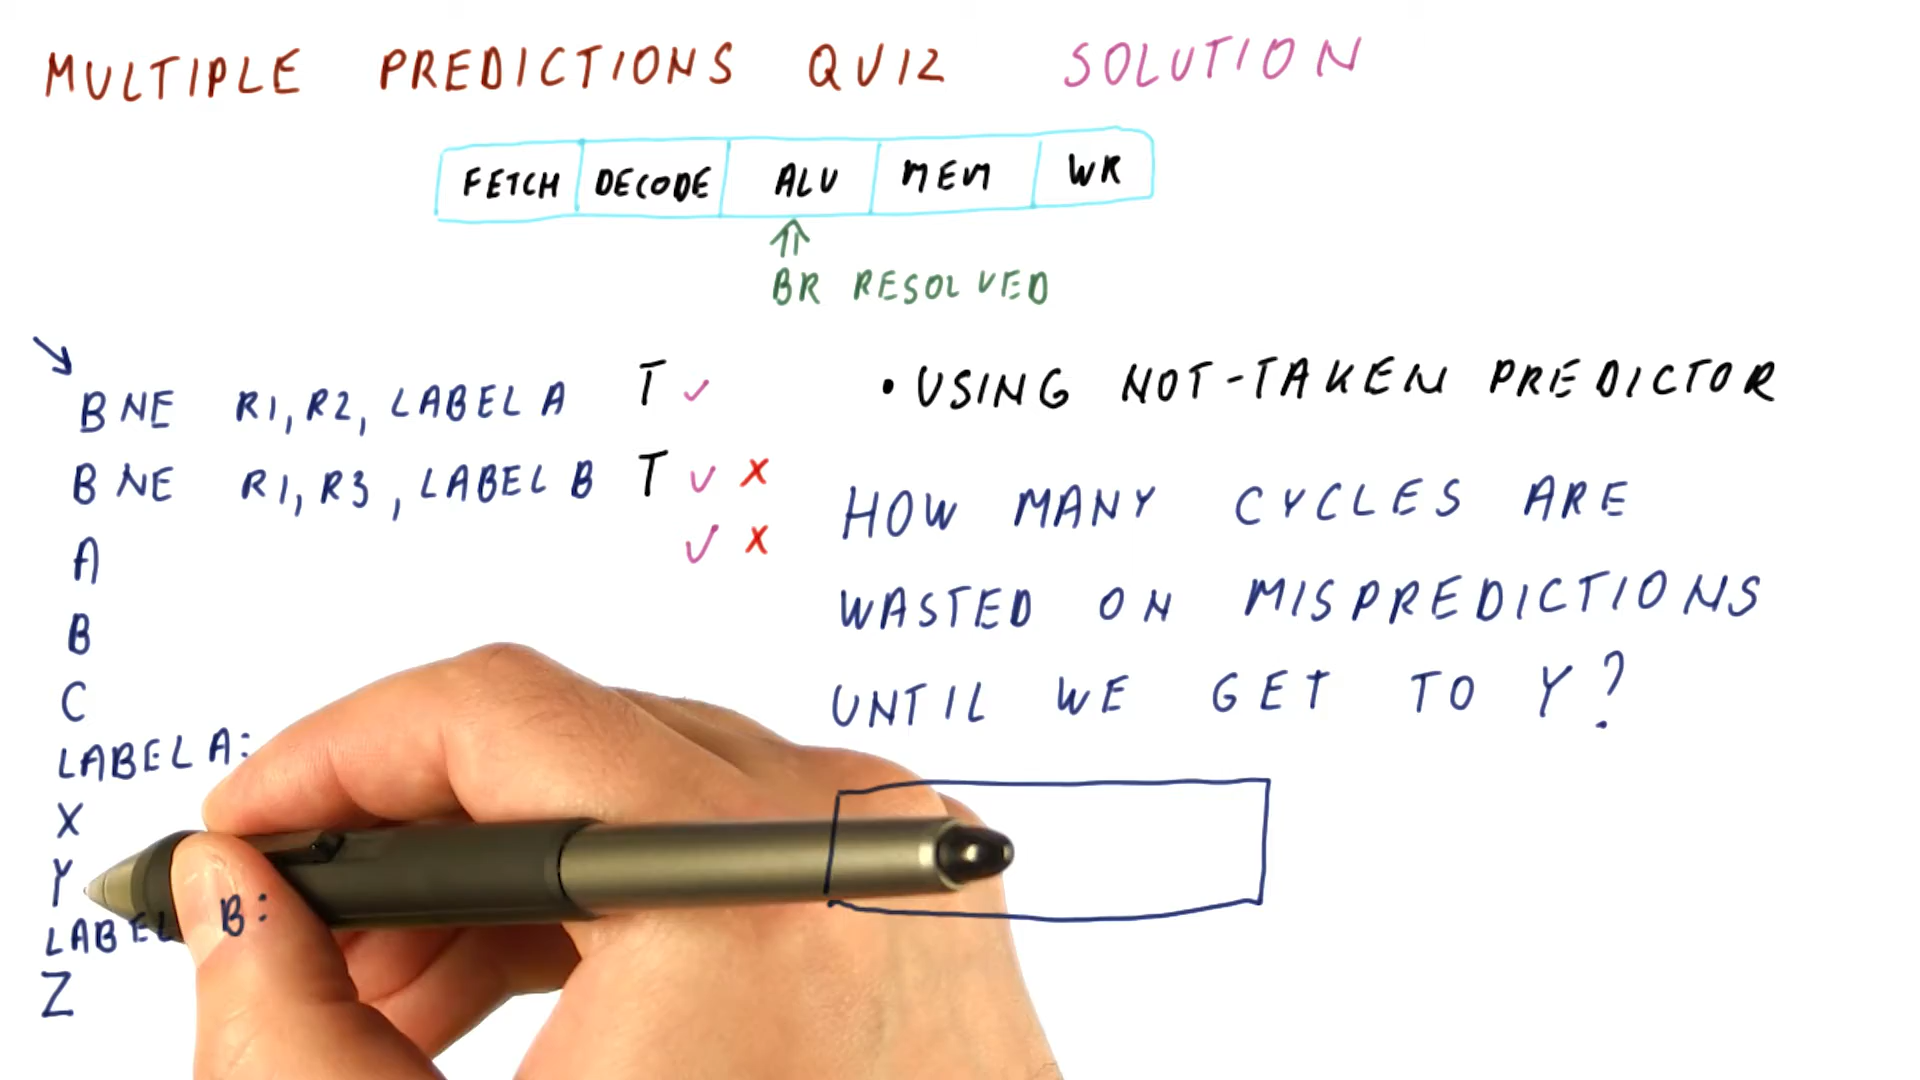 MULTIPLE PREDICTIONS QUIZ SOLUTION
FETCH DECODE ALU MEM WR
BR RESOLVED
BNE R1, R2, LABEL A T ✓
BNE R1, R3, LABEL B T ✓ X
A ✓ X
B
C
LABEL A:
X
Y
LABEL B:
Z
• USING NOT-TAKEN PREDICTOR
HOW MANY CYCLES ARE
WASTED ON MISPREDICTIONS
UNTIL WE GET TO Y?